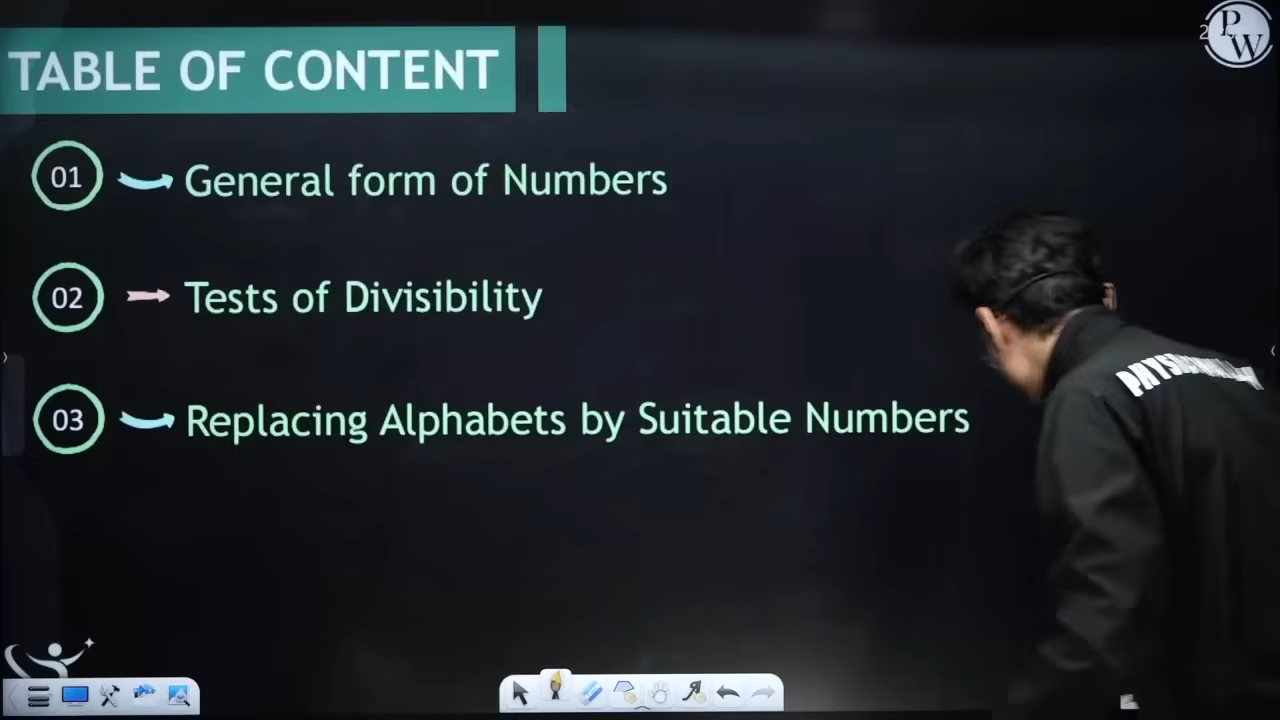 TABLE OF CONTENT
PW
01 General form of Numbers
02 Tests of Divisibility
03 Replacing Alphabets by Suitable Numbers